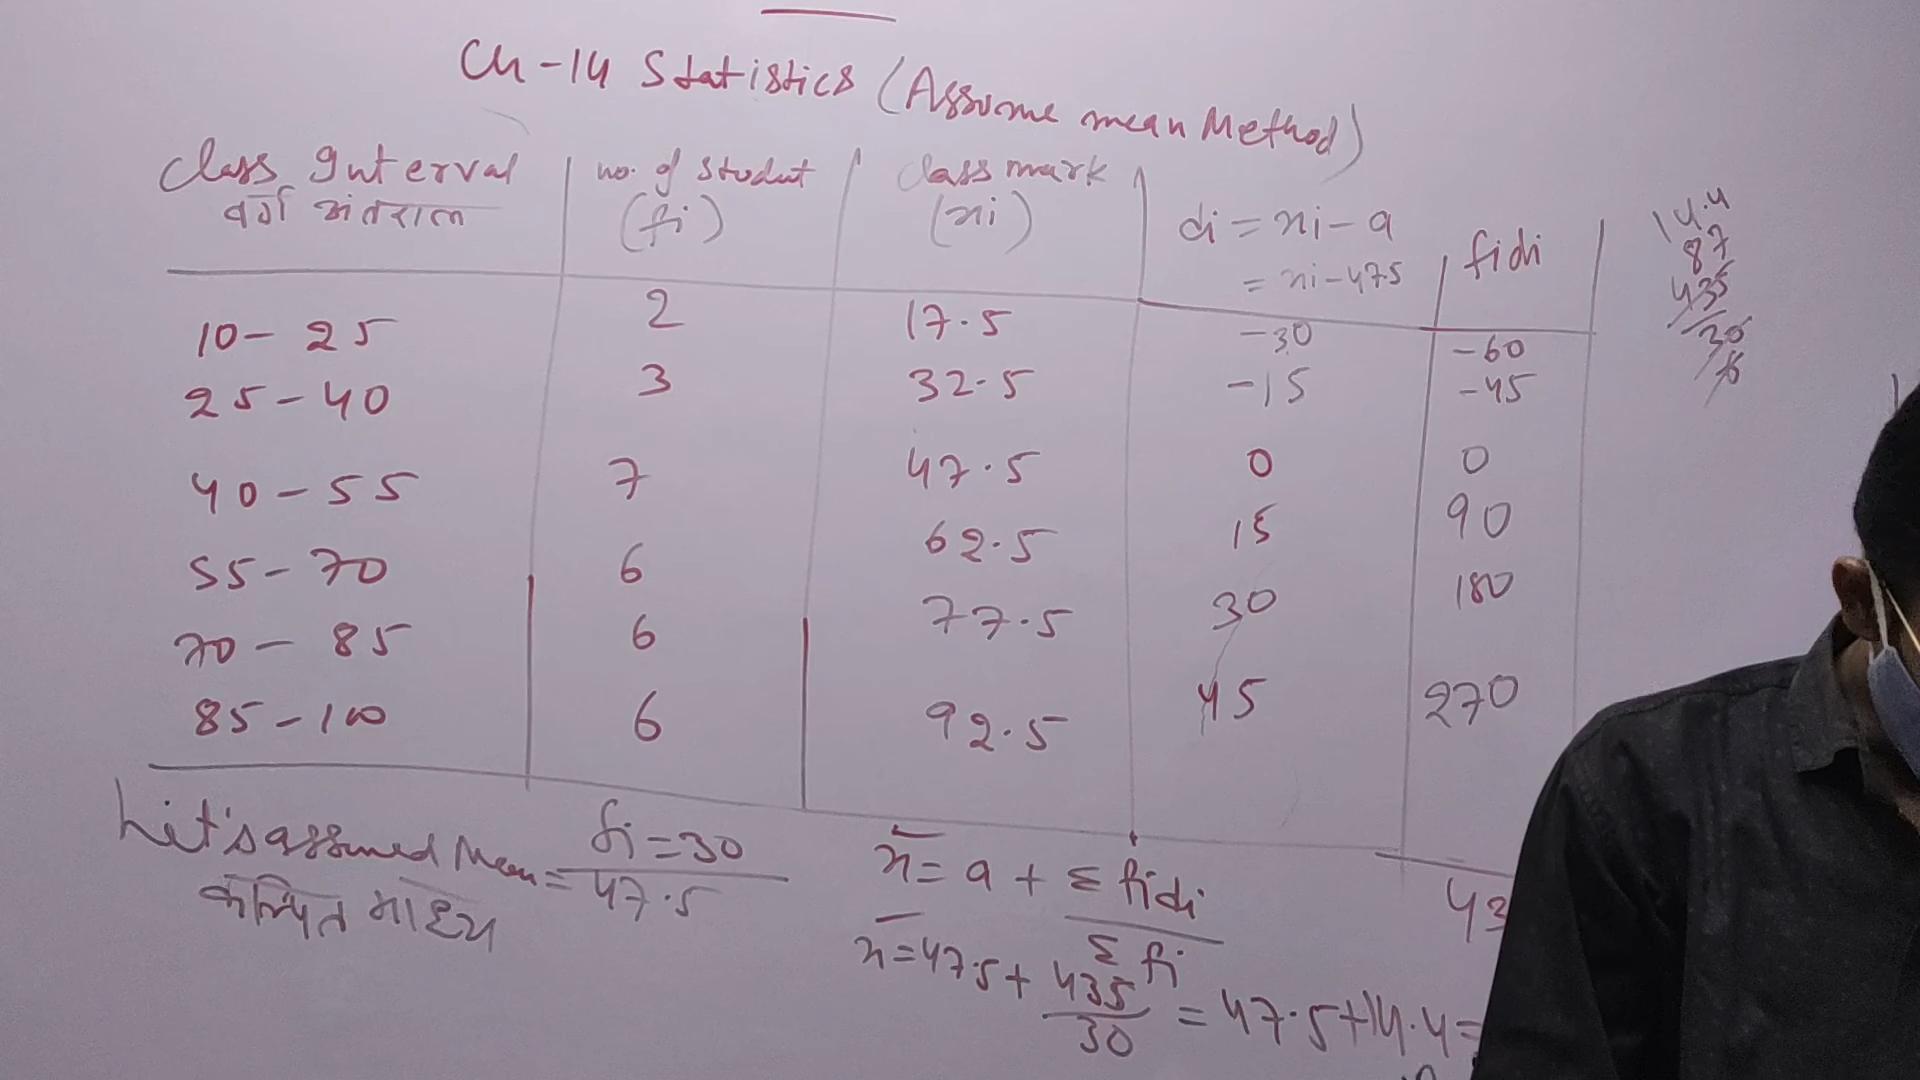 Ch-14 Statistics (Assume mean Method)
Class Interval no. of Student Class mark
वर्ग अंतराल (fi) (xi) di = xi - a fidi
= xi - 47.5
10 - 25 2 17.5 -30 -60
25 - 40 3 32.5 -15 -45
40 - 55 7 47.5 0 0
55 - 70 6 62.5 15 90
70 - 85 6 77.5 30 180
85 - 100 6 92.5 45 270
fi = 30 43
Let's assumed Mean = 47.5
कल्पित माध्य
x̄ = a + Σ fidi / Σ fi
x̄ = 47.5 + 435 / 30 = 47.5 + 14.4 =
14.4
87
435
30